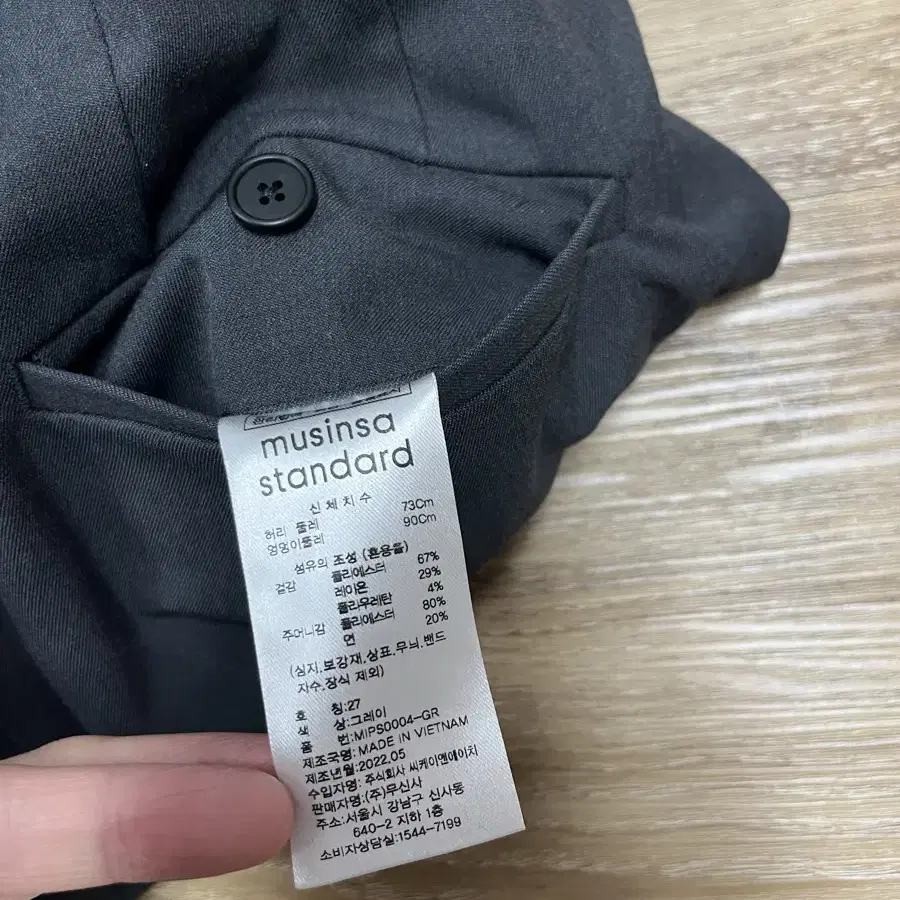 musinsa
standard
신체치수
허리 둘레 73Cm
엉덩이둘레 90Cm
섬유의 조성 (혼용율)
겉감 폴리에스터 67%
레이온 29%
폴리우레탄 4%
주머니감 폴리에스터 80%
면 20%
(심지,보강재,상표,무늬,밴드
자수,장식 제외)
호 칭:27
색 상:그레이
품 번:MIPS0004-GR
제조국명: MADE IN VIETNAM
제조년월:2022.05
수입자명: 주식회사 씨케이앤에이치
판매자명:(주)무신사
주소:서울시 강남구 신사동
640-2 지하 1층
소비자상담실:1544-7199